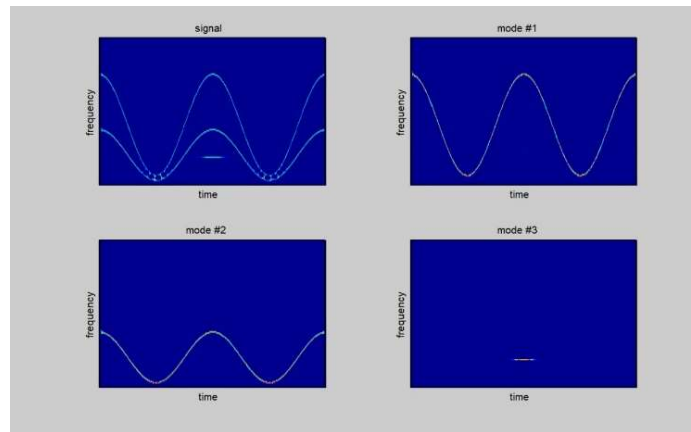 signal
frequency
time
mode #1
frequency
time
mode #2
frequency
time
mode #3
frequency
time